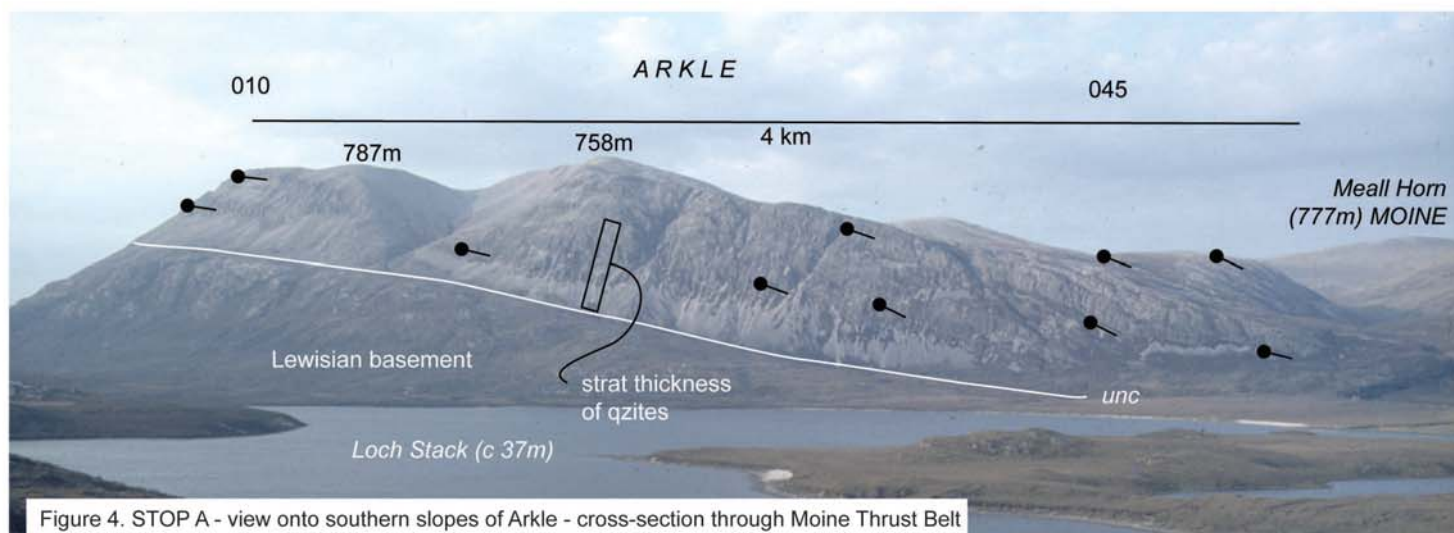 ARKLE
010
045
787m
758m
4 km
Meall Horn
(777m) MOINE
Lewisian basement
strat thickness
of qzites
unc
Loch Stack (c 37m)
Figure 4. STOP A - view onto southern slopes of Arkle - cross-section through Moine Thrust Belt